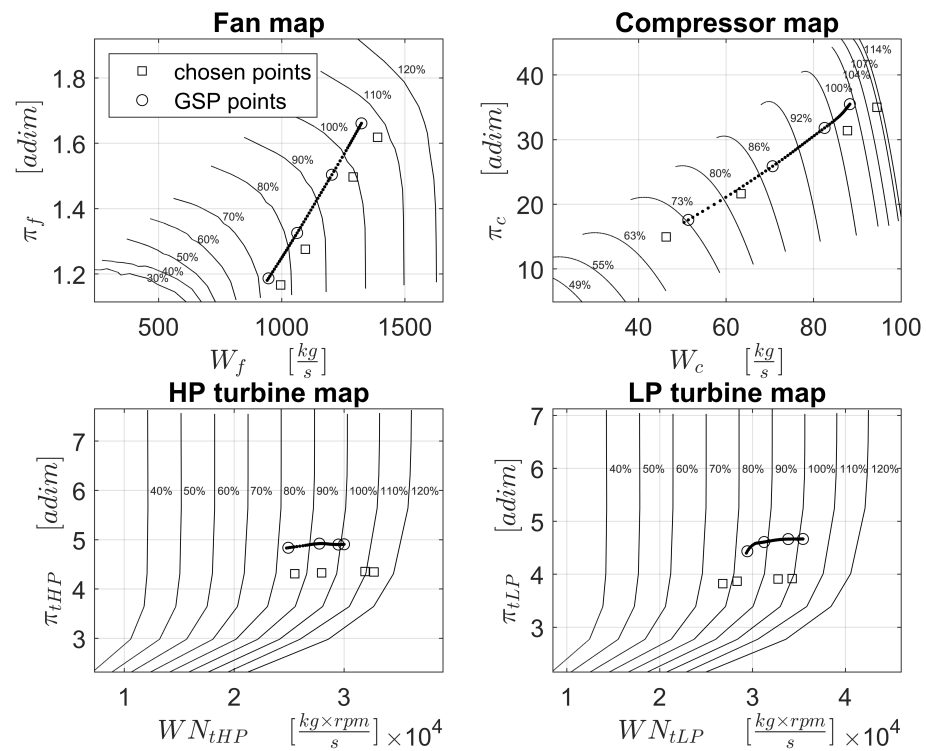 Fan map
π_f [adim]
1.8
1.6
1.4
1.2
chosen points
GSP points
120%
110%
100%
90%
80%
70%
60%
50%
40%
30%
500 1000 1500
W_f [kg/s]
Compressor map
π_c [adim]
40
30
20
10
114%
107%
104%
100%
92%
86%
80%
73%
63%
55%
49%
40 60 80 100
W_c [kg/s]
HP turbine map
π_tHP [adim]
7
6
5
4
3
40% 50% 60% 70% 80% 90% 100% 110% 120%
1 2 3
WN_tHP [kg×rpm/s] ×10^4
LP turbine map
π_tLP [adim]
7
6
5
4
3
40% 50% 60% 70% 80% 90% 100% 110% 120%
1 2 3 4
WN_tLP [kg×rpm/s] ×10^4